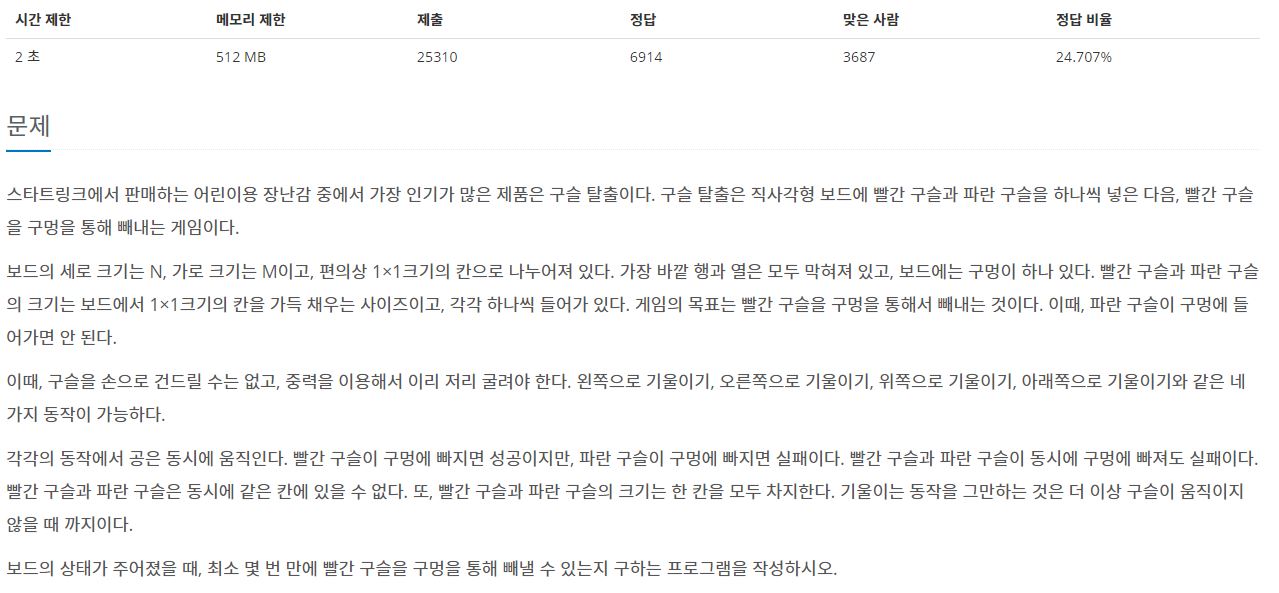 시간 제한 메모리 제한 제출 정답 맞은 사람 정답 비율
2 초 512 MB 25310 6914 3687 24.707%
문제
스타트링크에서 판매하는 어린이용 장난감 중에서 가장 인기가 많은 제품은 구슬 탈출이다. 구슬 탈출은 직사각형 보드에 빨간 구슬과 파란 구슬을 하나씩 넣은 다음, 빨간 구슬
을 구멍을 통해 빼내는 게임이다.
보드의 세로 크기는 N, 가로 크기는 M이고, 편의상 1×1크기의 칸으로 나누어져 있다. 가장 바깥 행과 열은 모두 막혀져 있고, 보드에는 구멍이 하나 있다. 빨간 구슬과 파란 구슬
의 크기는 보드에서 1×1크기의 칸을 가득 채우는 사이즈이고, 각각 하나씩 들어가 있다. 게임의 목표는 빨간 구슬을 구멍을 통해서 빼내는 것이다. 이때, 파란 구슬이 구멍에 들
어가면 안 된다.
이때, 구슬을 손으로 건드릴 수는 없고, 중력을 이용해서 이리 저리 굴려야 한다. 왼쪽으로 기울이기, 오른쪽으로 기울이기, 위쪽으로 기울이기, 아래쪽으로 기울이기와 같은 네
가지 동작이 가능하다.
각각의 동작에서 공은 동시에 움직인다. 빨간 구슬이 구멍에 빠지면 성공이지만, 파란 구슬이 구멍에 빠지면 실패이다. 빨간 구슬과 파란 구슬이 동시에 구멍에 빠져도 실패이다.
빨간 구슬과 파란 구슬은 동시에 같은 칸에 있을 수 없다. 또, 빨간 구슬과 파란 구슬의 크기는 한 칸을 모두 차지한다. 기울이는 동작을 그만하는 것은 더 이상 구슬이 움직이지
않을 때 까지이다.
보드의 상태가 주어졌을 때, 최소 몇 번 만에 빨간 구슬을 구멍을 통해 빼낼 수 있는지 구하는 프로그램을 작성하시오.